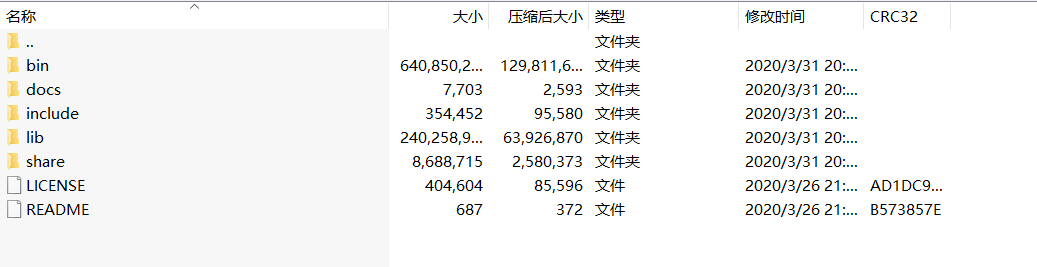 名称 大小 压缩后大小 类型 修改时间 CRC32
.. 文件夹
bin 640,850,2... 129,811,6... 文件夹 2020/3/31 20:...
docs 7,703 2,593 文件夹 2020/3/31 20:...
include 354,452 95,580 文件夹 2020/3/31 20:...
lib 240,258,9... 63,926,870 文件夹 2020/3/31 20:...
share 8,688,715 2,580,373 文件夹 2020/3/31 20:...
LICENSE 404,604 85,596 文件 2020/3/26 21:... AD1DC9...
README 687 372 文件 2020/3/26 21:... B573857E